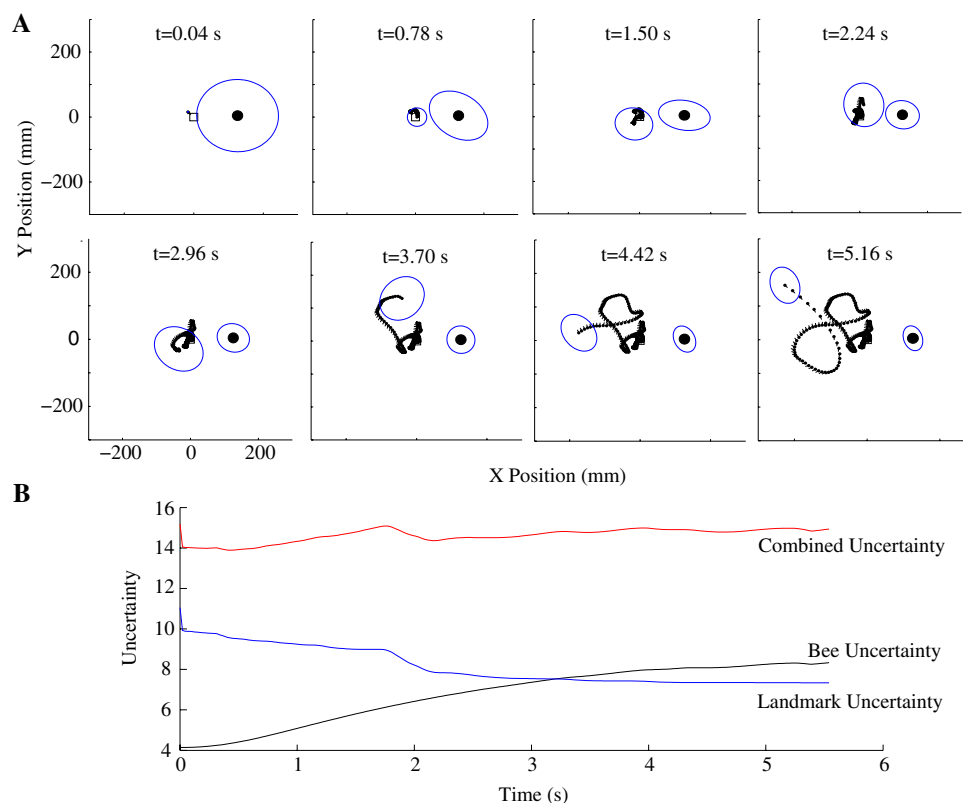 A
t=0.04 s
t=0.78 s
t=1.50 s
t=2.24 s
200
0
−200
Y Position (mm)
t=2.96 s
t=3.70 s
t=4.42 s
t=5.16 s
200
0
−200
−200 0 200
X Position (mm)
B
16
14
12
10
8
6
4
Uncertainty
Combined Uncertainty
Bee Uncertainty
Landmark Uncertainty
0 1 2 3 4 5 6
Time (s)